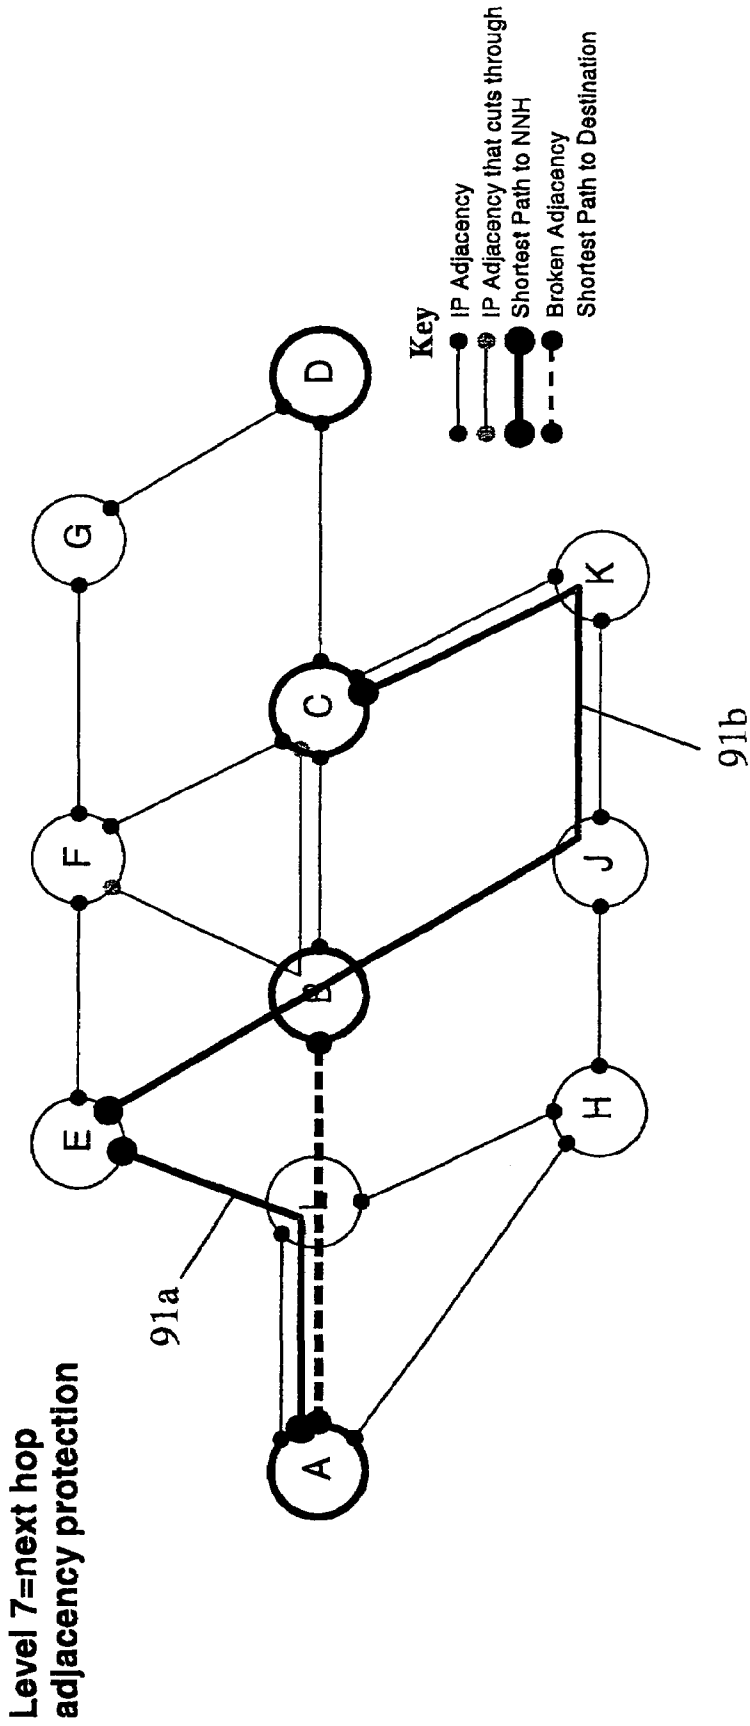 Level 7=next hop
adjacency protection
91a
E
F
G
A
L
B
C
D
H
J
K
91b
Key
IP Adjacency
IP Adjacency that cuts through
Shortest Path to NNH
Broken Adjacency
Shortest Path to Destination